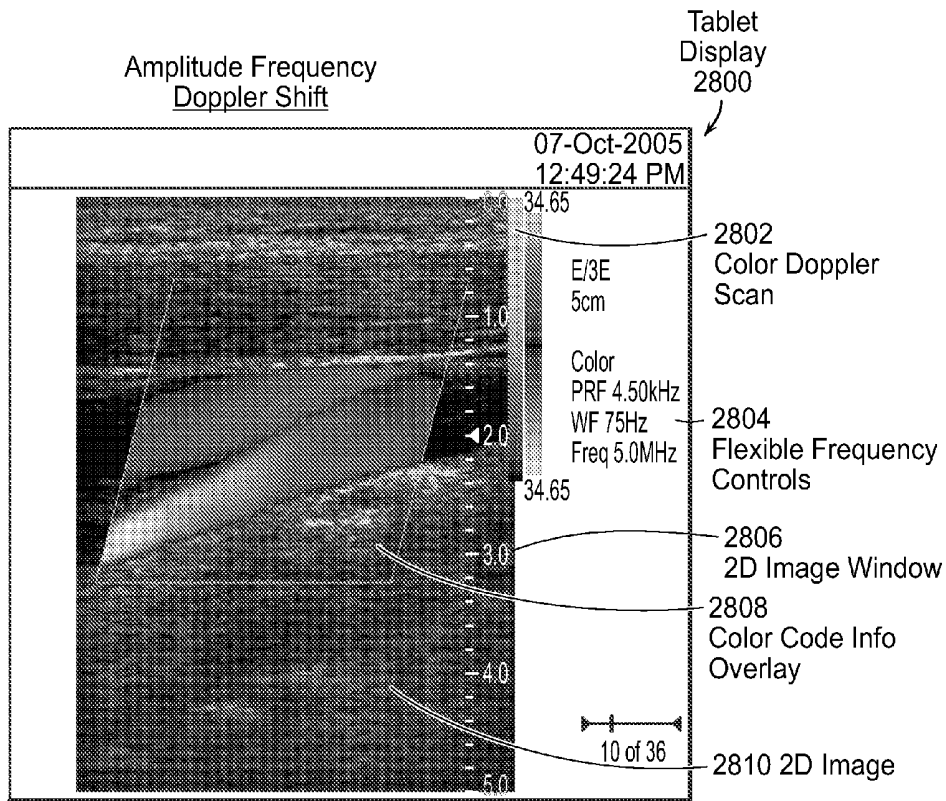 Tablet
Display
2800
Amplitude Frequency
Doppler Shift
07-Oct-2005
12:49:24 PM
34.65
E/3E
5cm
1.0
Color
PRF 4.50kHz
WF 75Hz
Freq 5.0MHz
2.0
34.65
3.0
4.0
10 of 36
5.0
2802
Color Doppler
Scan
2804
Flexible Frequency
Controls
2806
2D Image Window
2808
Color Code Info
Overlay
2810 2D Image